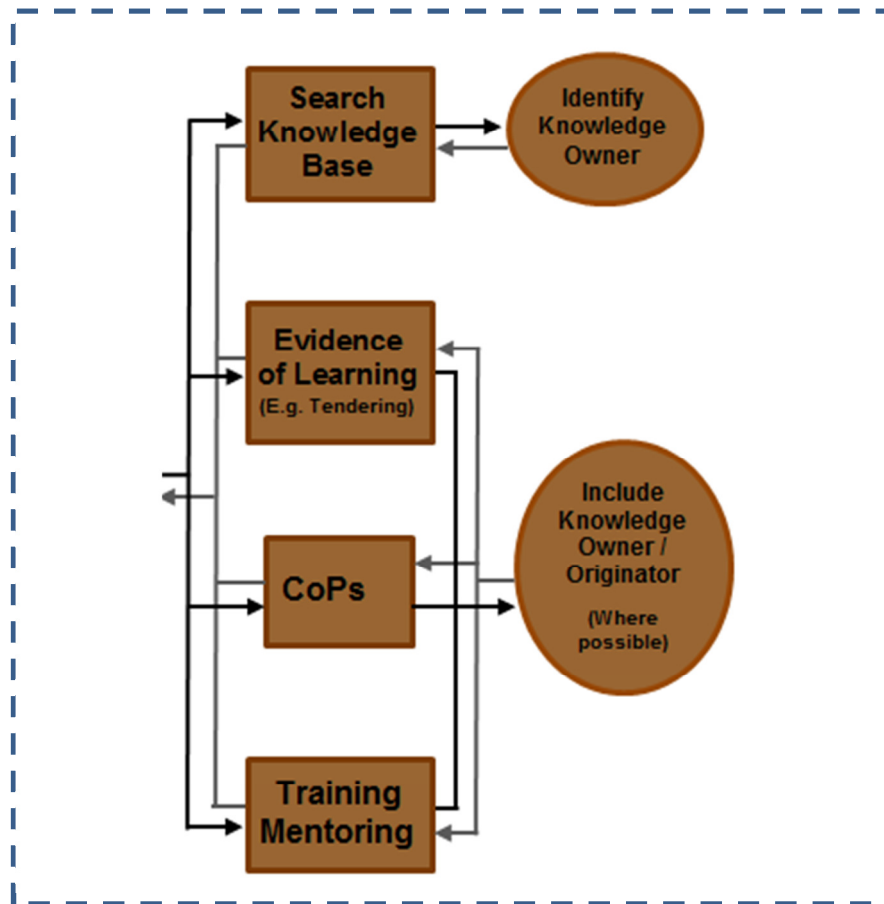 Search
Knowledge
Base
Identify
Knowledge
Owner
Evidence
of Learning
(E.g. Tendering)
Include
Knowledge
Owner /
Originator
(Where
possible)
CoPs
Training
Mentoring